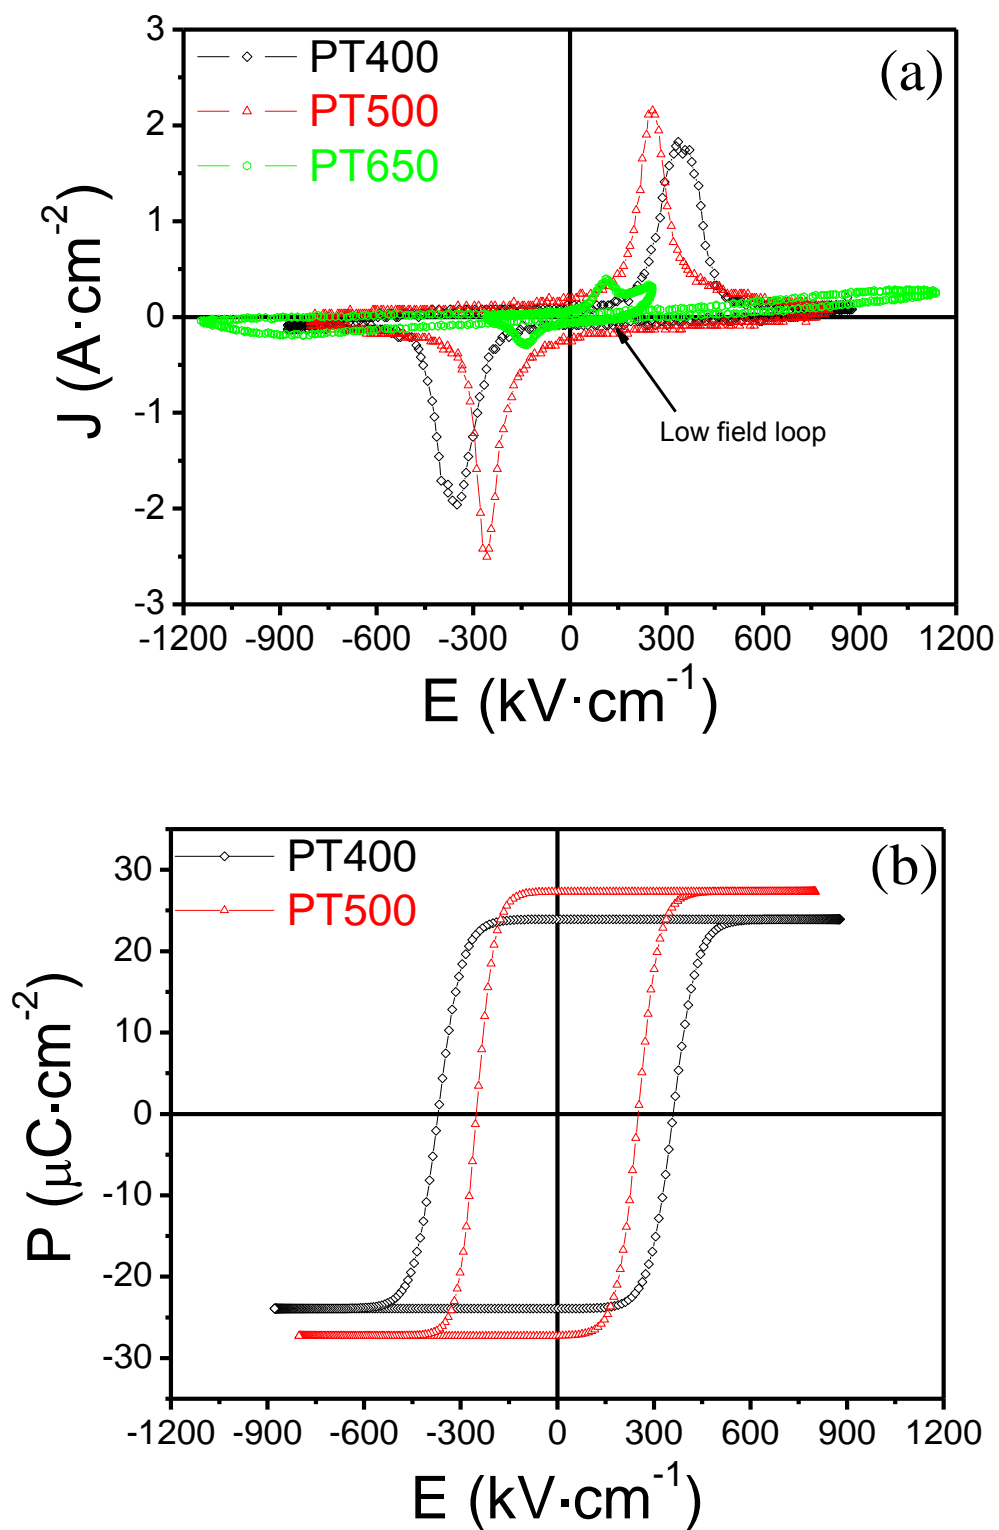 (a)
PT400
PT500
PT650
3
2
1
0
-1
-2
-3
J (A·cm-2)
Low field loop
-1200 -900 -600 -300 0 300 600 900 1200
E (kV·cm-1)
(b)
PT400
PT500
30
20
10
0
-10
-20
-30
P (μC·cm-2)
-1200 -900 -600 -300 0 300 600 900 1200
E (kV·cm-1)